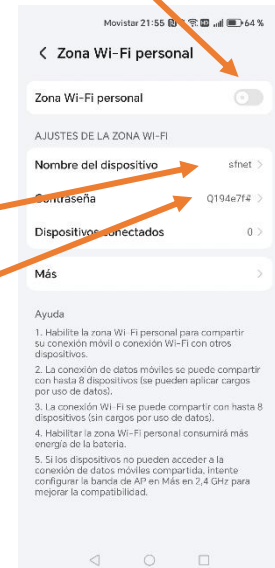 Movistar 21:55 64 %
Zona Wi-Fi personal
Zona Wi-Fi personal
AJUSTES DE LA ZONA WI-FI
Nombre del dispositivo sfnet
Contraseña Q194e7f#
Dispositivos conectados 0
Más
Ayuda
1. Habilite la zona Wi-Fi personal para compartir
su conexión móvil o conexión Wi-Fi con otros
dispositivos.
2. La conexión de datos móviles se puede compartir
con hasta 8 dispositivos (se pueden aplicar cargos
por uso de datos).
3. La conexión Wi-Fi se puede compartir con hasta 8
dispositivos (sin cargos por uso de datos).
4. Habilitar la zona Wi-Fi personal consumirá más
energía de la batería.
5. Si los dispositivos no pueden acceder a la
conexión de datos móviles compartida, intente
configurar la banda de AP en Más en 2,4 GHz para
mejorar la compatibilidad.